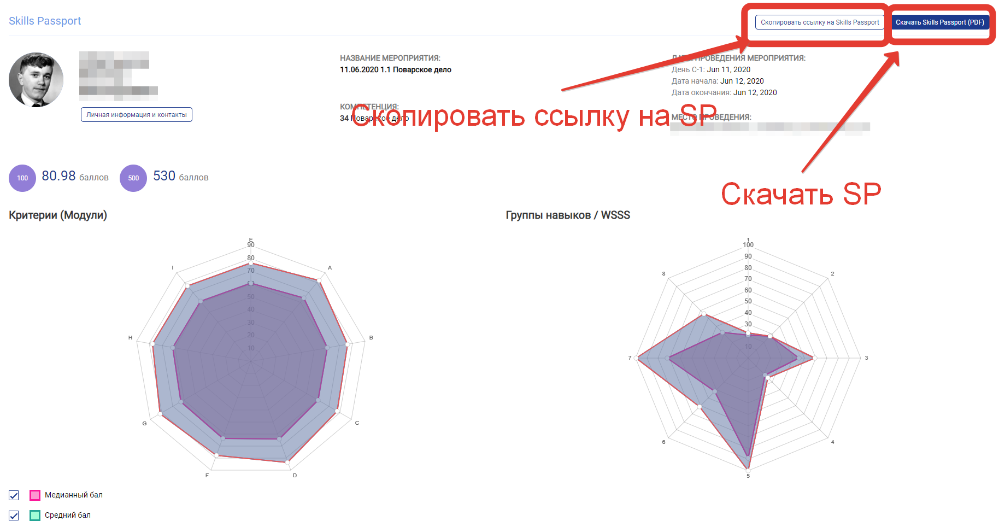 Skills Passport
Скопировать ссылку на Skills Passport
Скачать Skills Passport (PDF)
НАЗВАНИЕ МЕРОПРИЯТИЯ:
11.06.2020 1.1 Поварское дело
ДАТЫ ПРОВЕДЕНИЯ МЕРОПРИЯТИЯ:
День С-1: Jun 11, 2020
Дата начала: Jun 12, 2020
Дата окончания: Jun 12, 2020
Личная информация и контакты
КОМПЕТЕНЦИЯ:
34 Поварское дело
Скопировать ссылку на SP
МЕСТО ПРОВЕДЕНИЯ:
Скачать SP
100 80.98 баллов 500 530 баллов
Критерии (Модули)
E
90
80
70
60
50
40
30
20
10
A
B
C
D
F
G
H
I
Группы навыков / WSSS
1
100
90
80
70
60
50
40
30
10
2
3
4
5
6
7
8
Медианный бал
Средний бал